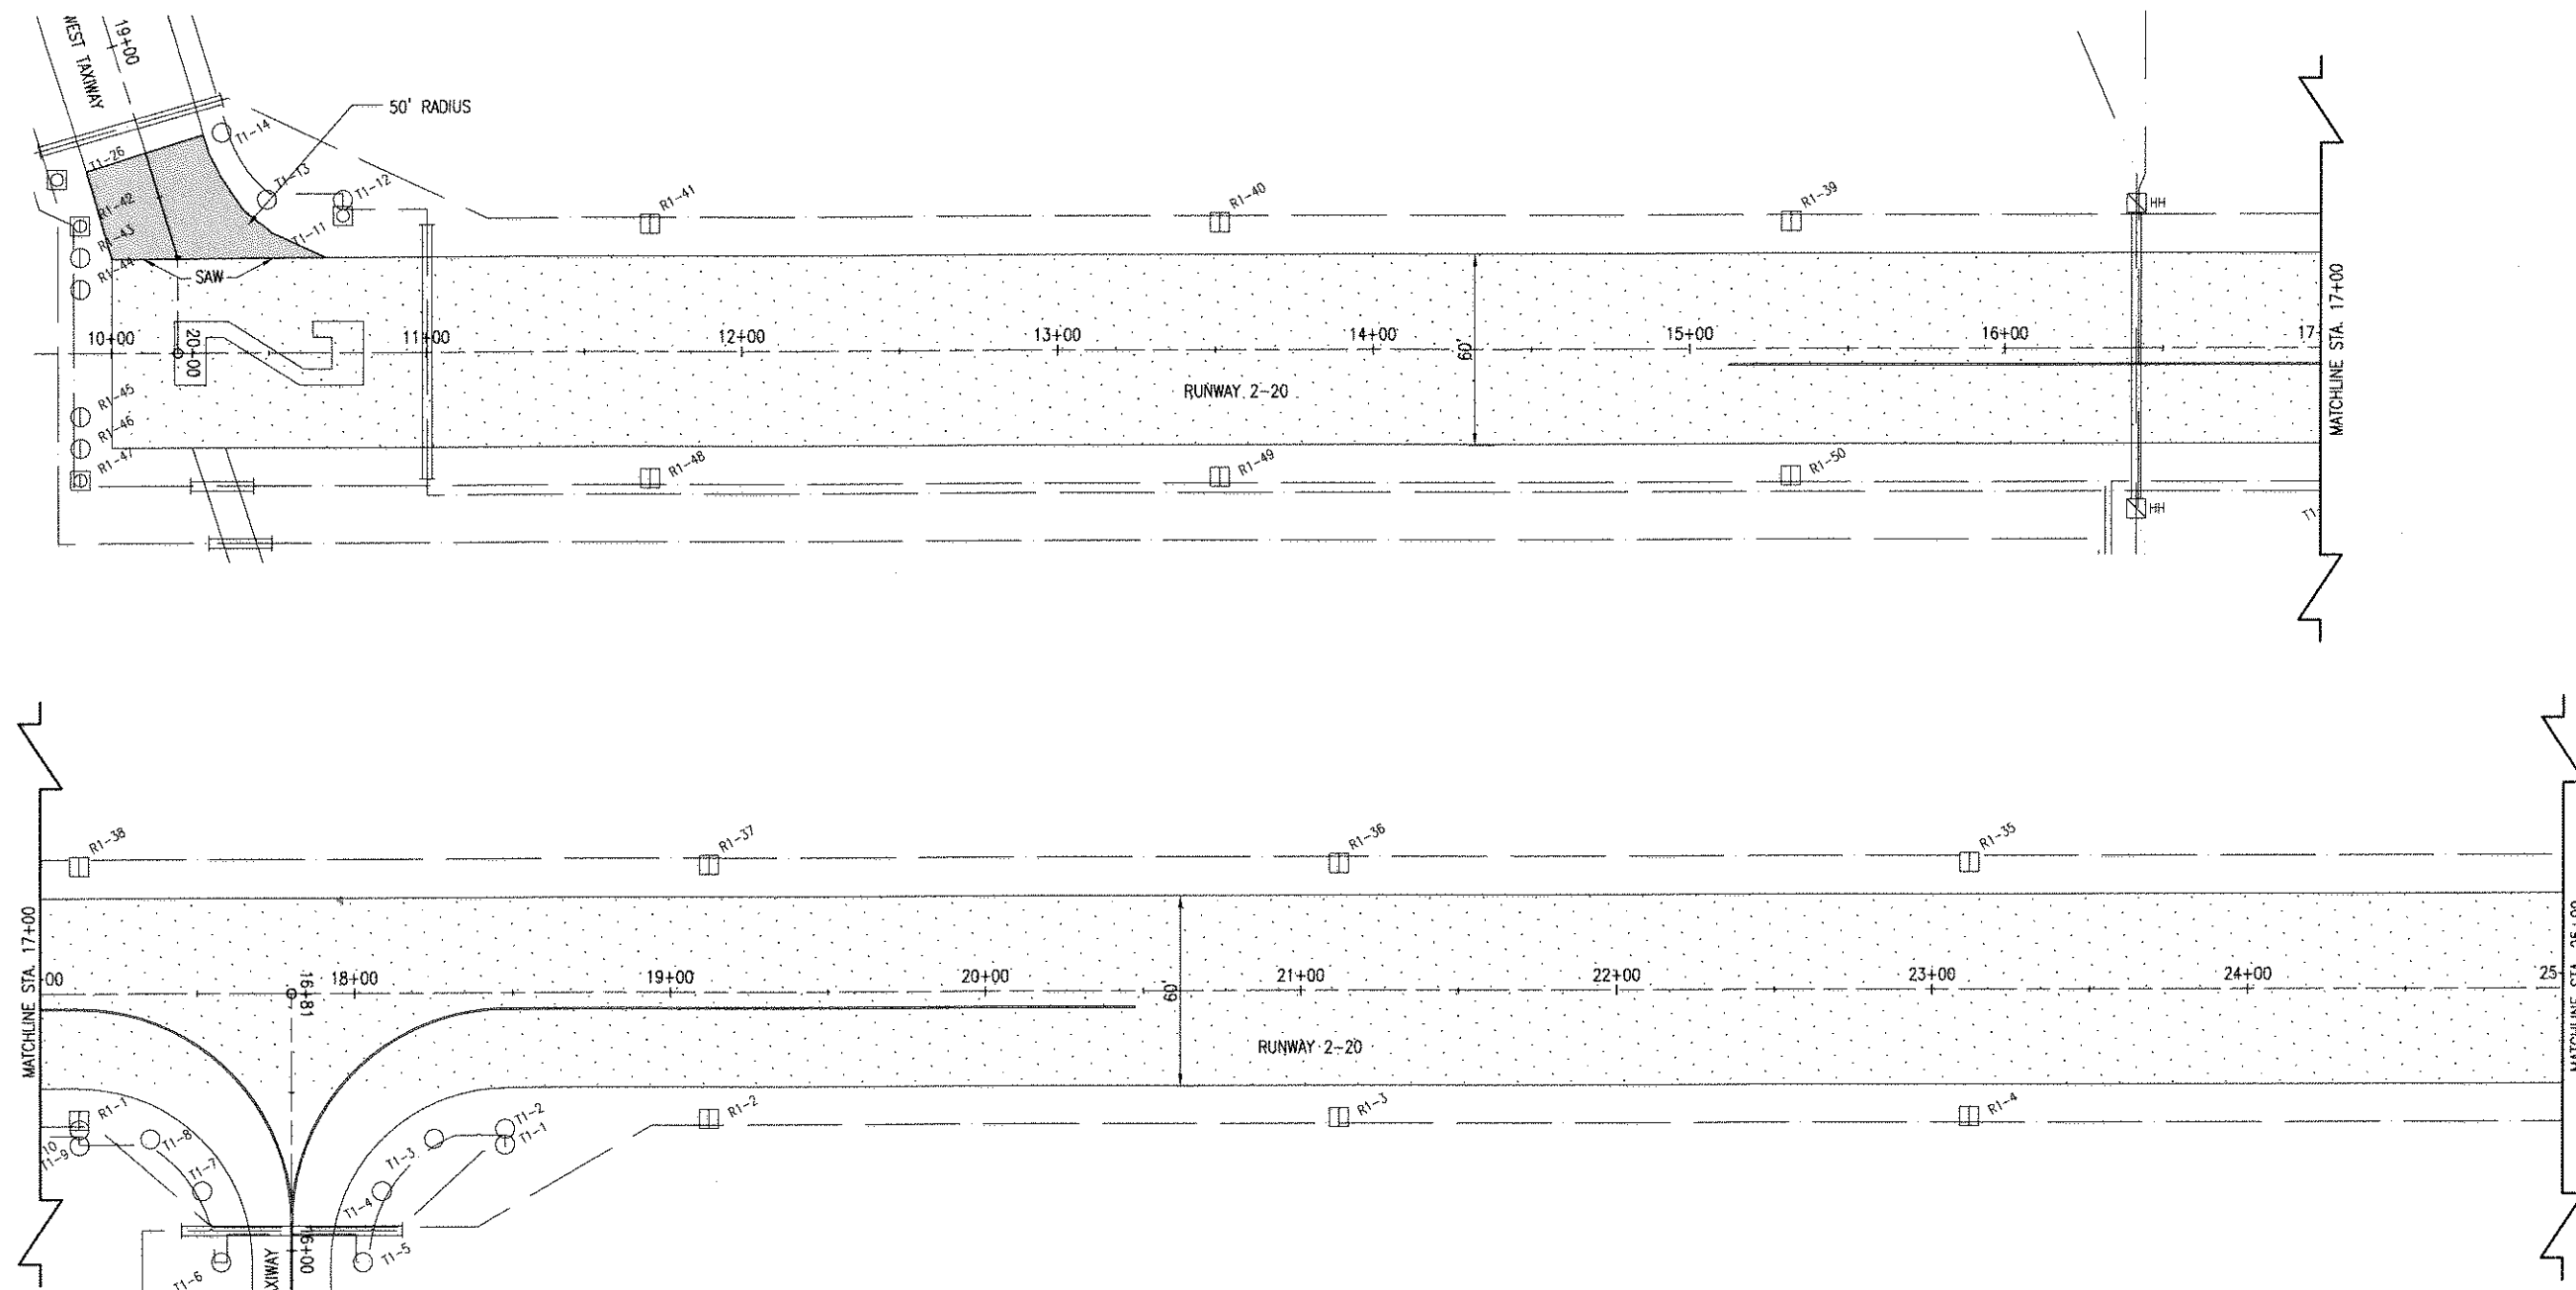 19+00
WEST TAXIWAY
50' RADIUS
T1-14
T1-26
T1-13
T1-12
R1-42
R1-41
R1-40
R1-39
HH
R1-43
T1-11
R1-44
SAW
10+00
20+00
11+00
12+00
13+00
14+00
15+00
16+00
17+
60'
RUNWAY 2-20
MATCHLINE STA. 17+00
R1-45
R1-46
R1-47
R1-48
R1-49
R1-50
HH
T1
R1-38
R1-37
R1-36
R1-35
MATCHLINE STA. 17+00
00
16+81
18+00
19+00
20+00
21+00
22+00
23+00
24+00
25+
60'
RUNWAY 2-20
R1-1
T1-2
T1-1
R1-2
R1-3
R1-4
10
T1-9
T1-8
T1-7
T1-3
T1-4
T1-5
T1-6
16+00
XIWAY